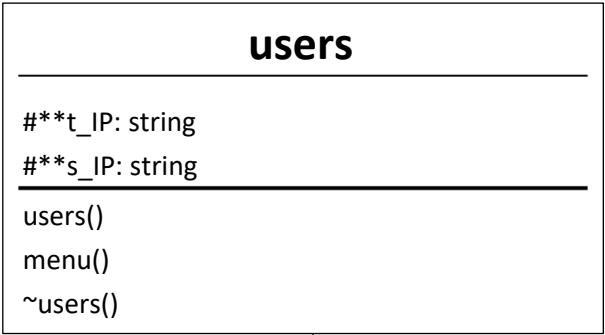 users
#**t_IP: string
#**s_IP: string
users()
menu()
~users()